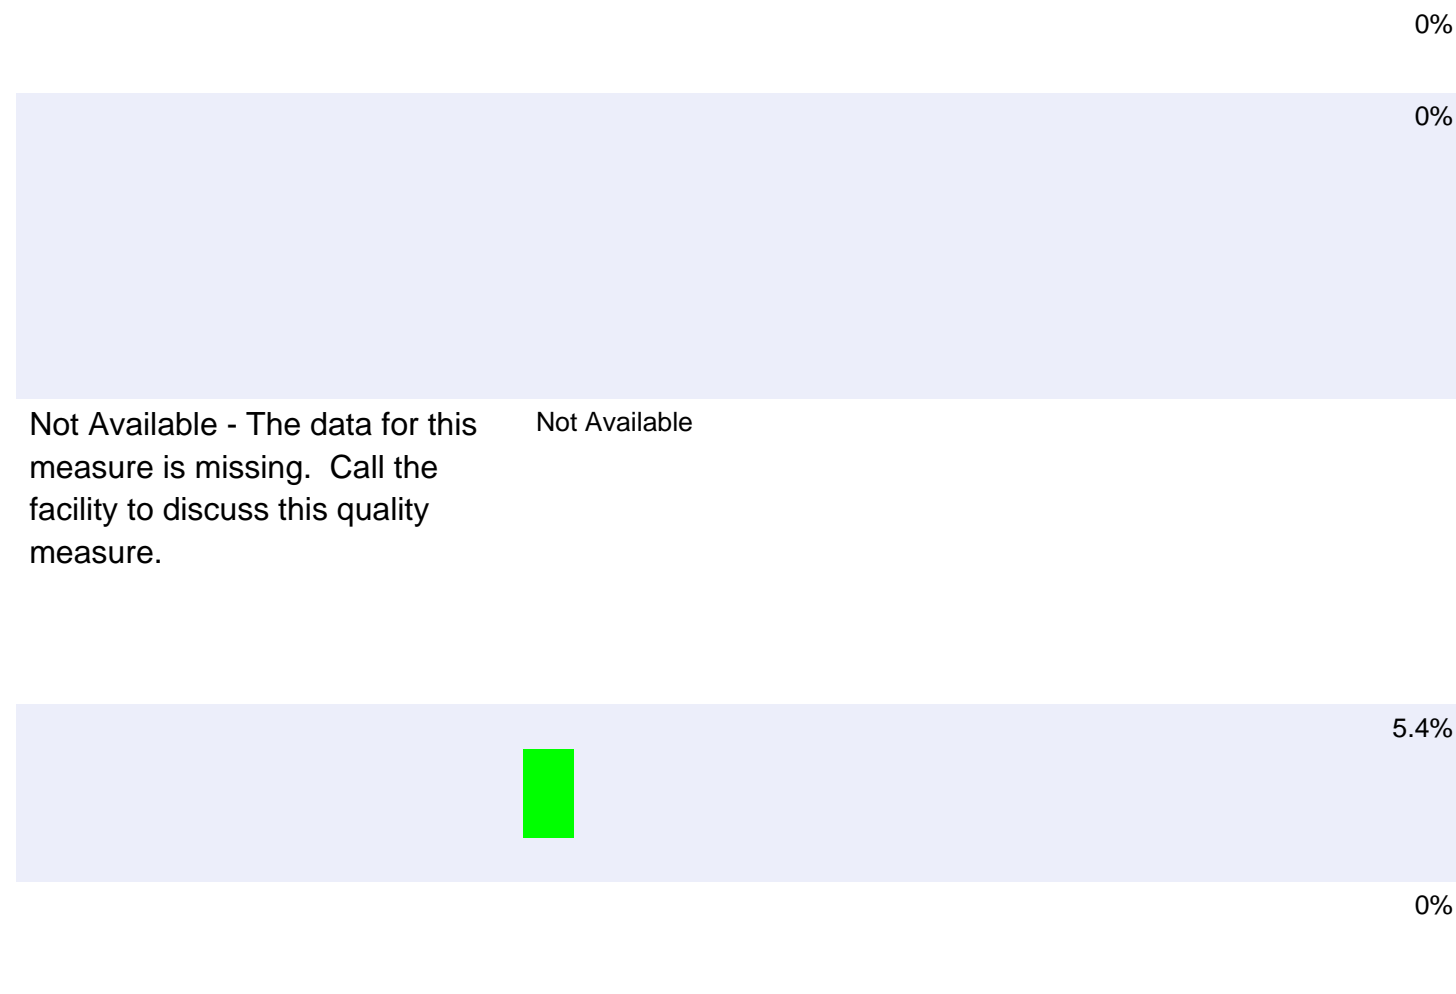 0%
0%
Not Available - The data for this
measure is missing.  Call the
facility to discuss this quality
measure.
Not Available
5.4%
0%